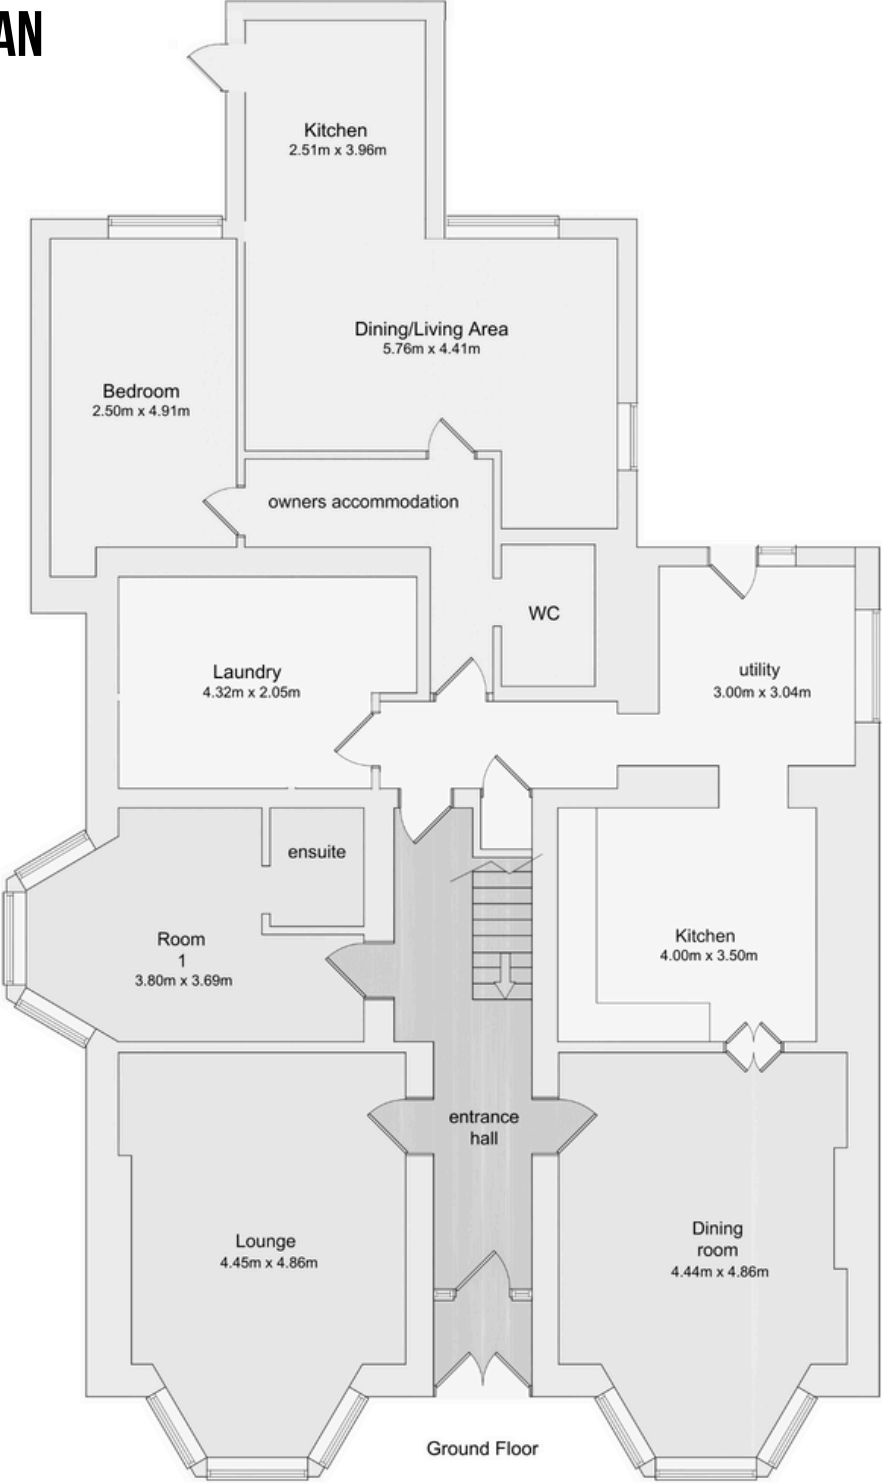 AN
Kitchen
2.51m x 3.96m
Dining/Living Area
5.76m x 4.41m
Bedroom
2.50m x 4.91m
owners accommodation
WC
Laundry
4.32m x 2.05m
utility
3.00m x 3.04m
ensuite
Room
1
3.80m x 3.69m
Kitchen
4.00m x 3.50m
entrance
hall
Lounge
4.45m x 4.86m
Dining
room
4.44m x 4.86m
Ground Floor